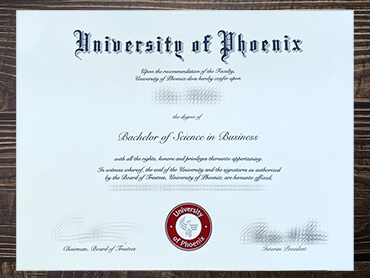 University of Phoenix
Upon the recommendation of the Faculty,
University of Phoenix does hereby confer upon
the degree of
Bachelor of Science in Business
with all the rights, honors and privileges thereunto appertaining.
In witness whereof, the seal of the University and the signatures as authorized
by the Board of Trustees, University of Phoenix, are hereunto affixed,
University
of Phoenix
Chairman, Board of Trustees
Interim President